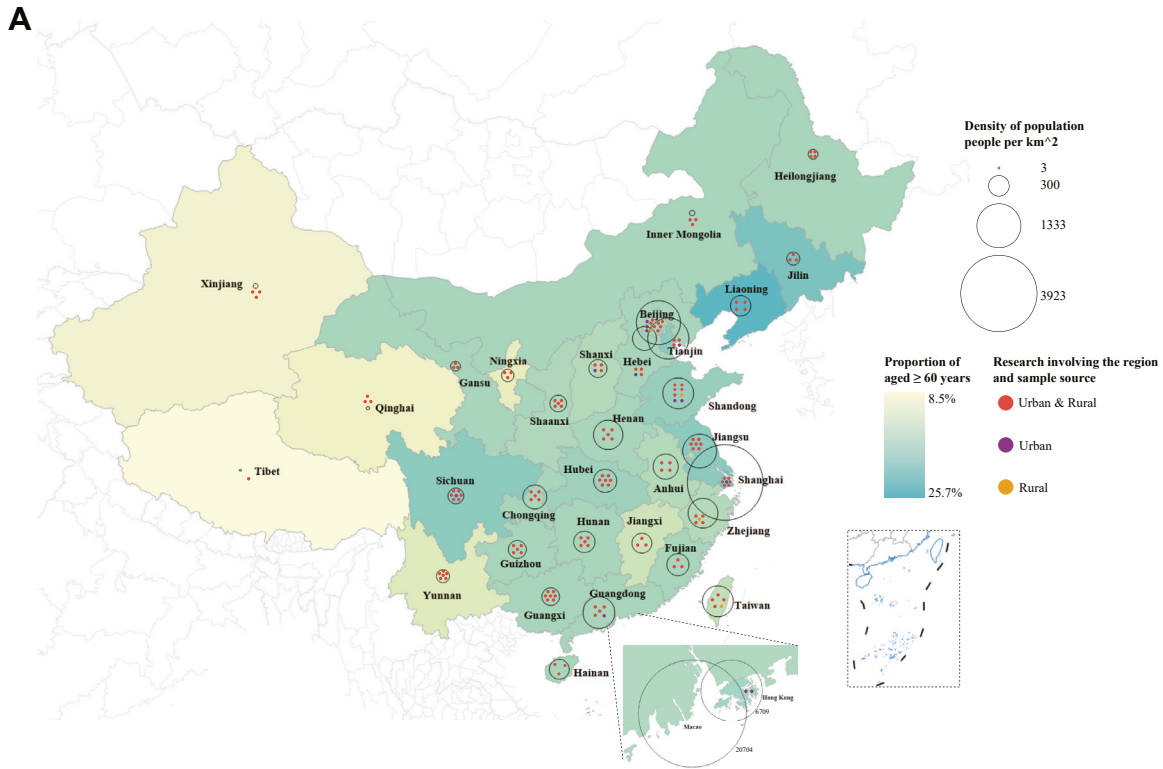 A
Density of population
people per km^2
3
300
1333
3923
Heilongjiang
Inner Mongolia
Jilin
Xinjiang
Liaoning
Beijing
Tianjin
Hebei
Shanxi
Ningxia
Gansu
Proportion of
aged ≥ 60 years
8.5%
25.7%
Research involving the region
and sample source
Urban & Rural
Urban
Rural
Qinghai
Shandong
Shaanxi
Henan
Jiangsu
Tibet
Sichuan
Hubei
Anhui
Shanghai
Chongqing
Hunan
Jiangxi
Zhejiang
Fujian
Guizhou
Yunnan
Guangxi
Guangdong
Taiwan
Hainan
Hong Kong
6709
Macao
20704